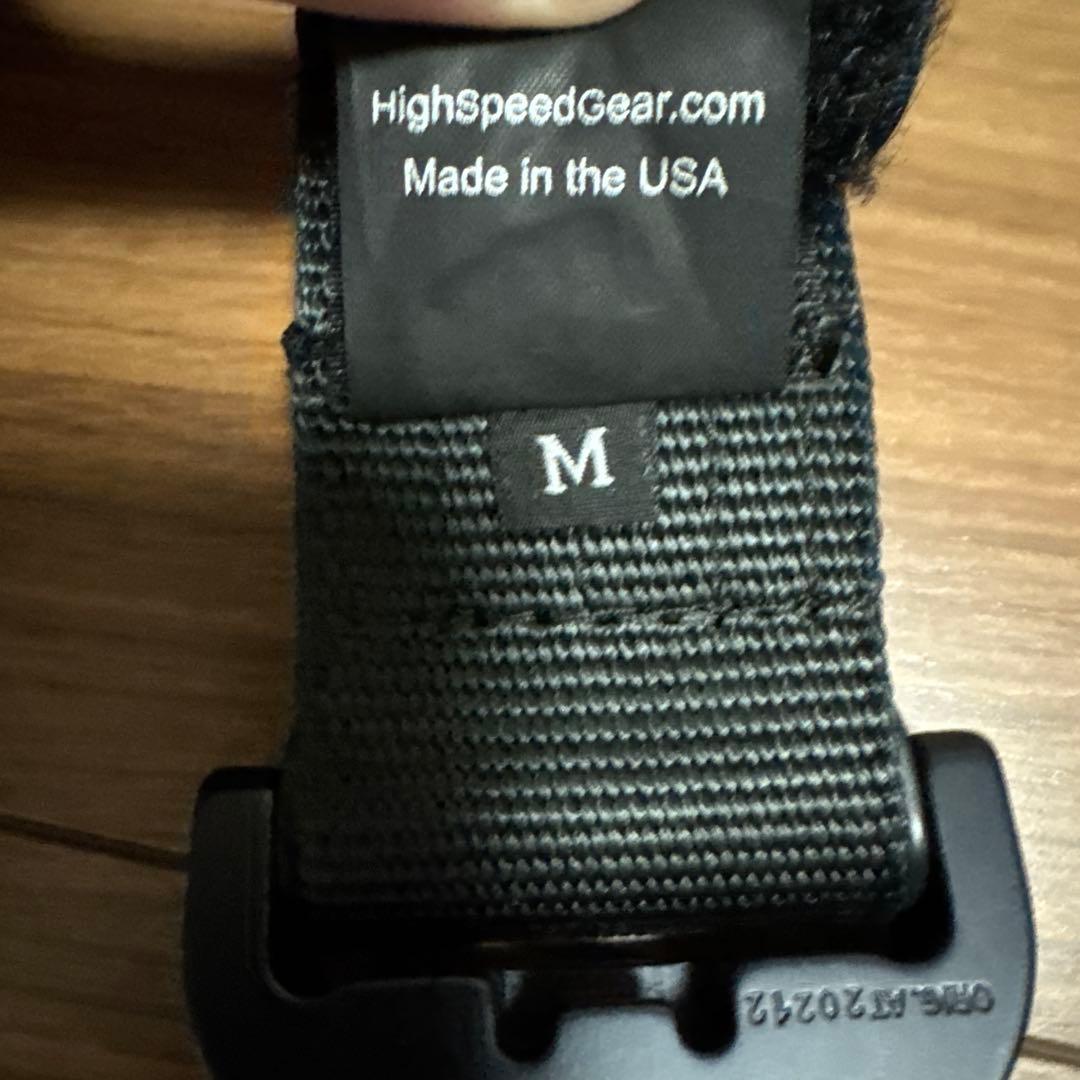 HighSpeedGear.com
Made in the USA
M
ORIG.AT20212